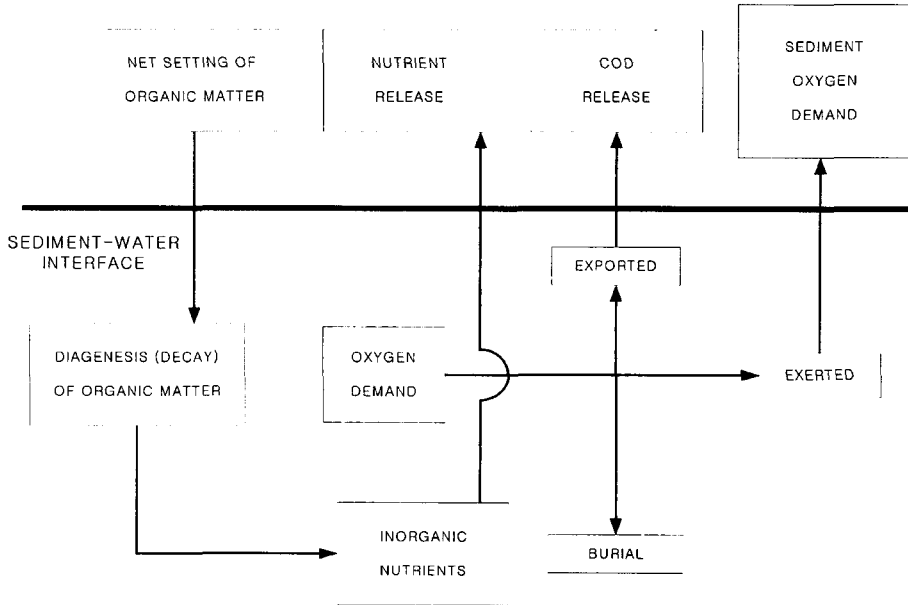 NET SETTING OF
ORGANIC MATTER
NUTRIENT
RELEASE
COD
RELEASE
SEDIMENT
OXYGEN
DEMAND
SEDIMENT-WATER
INTERFACE
EXPORTED
DIAGENESIS (DECAY)
OF ORGANIC MATTER
OXYGEN
DEMAND
EXERTED
INORGANIC
NUTRIENTS
BURIAL